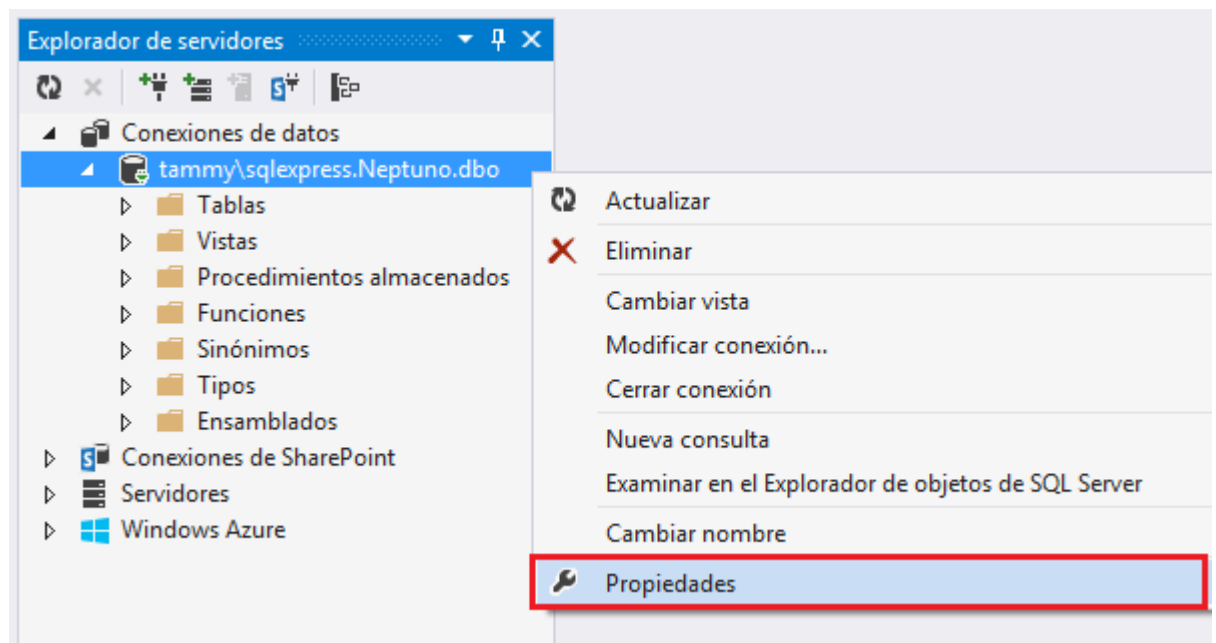 Explorador de servidores
Conexiones de datos
tammy\sqlexpress.Neptuno.dbo
Tablas
Vistas
Procedimientos almacenados
Funciones
Sinónimos
Tipos
Ensamblados
Conexiones de SharePoint
Servidores
Windows Azure
Actualizar
Eliminar
Cambiar vista
Modificar conexión...
Cerrar conexión
Nueva consulta
Examinar en el Explorador de objetos de SQL Server
Cambiar nombre
Propiedades